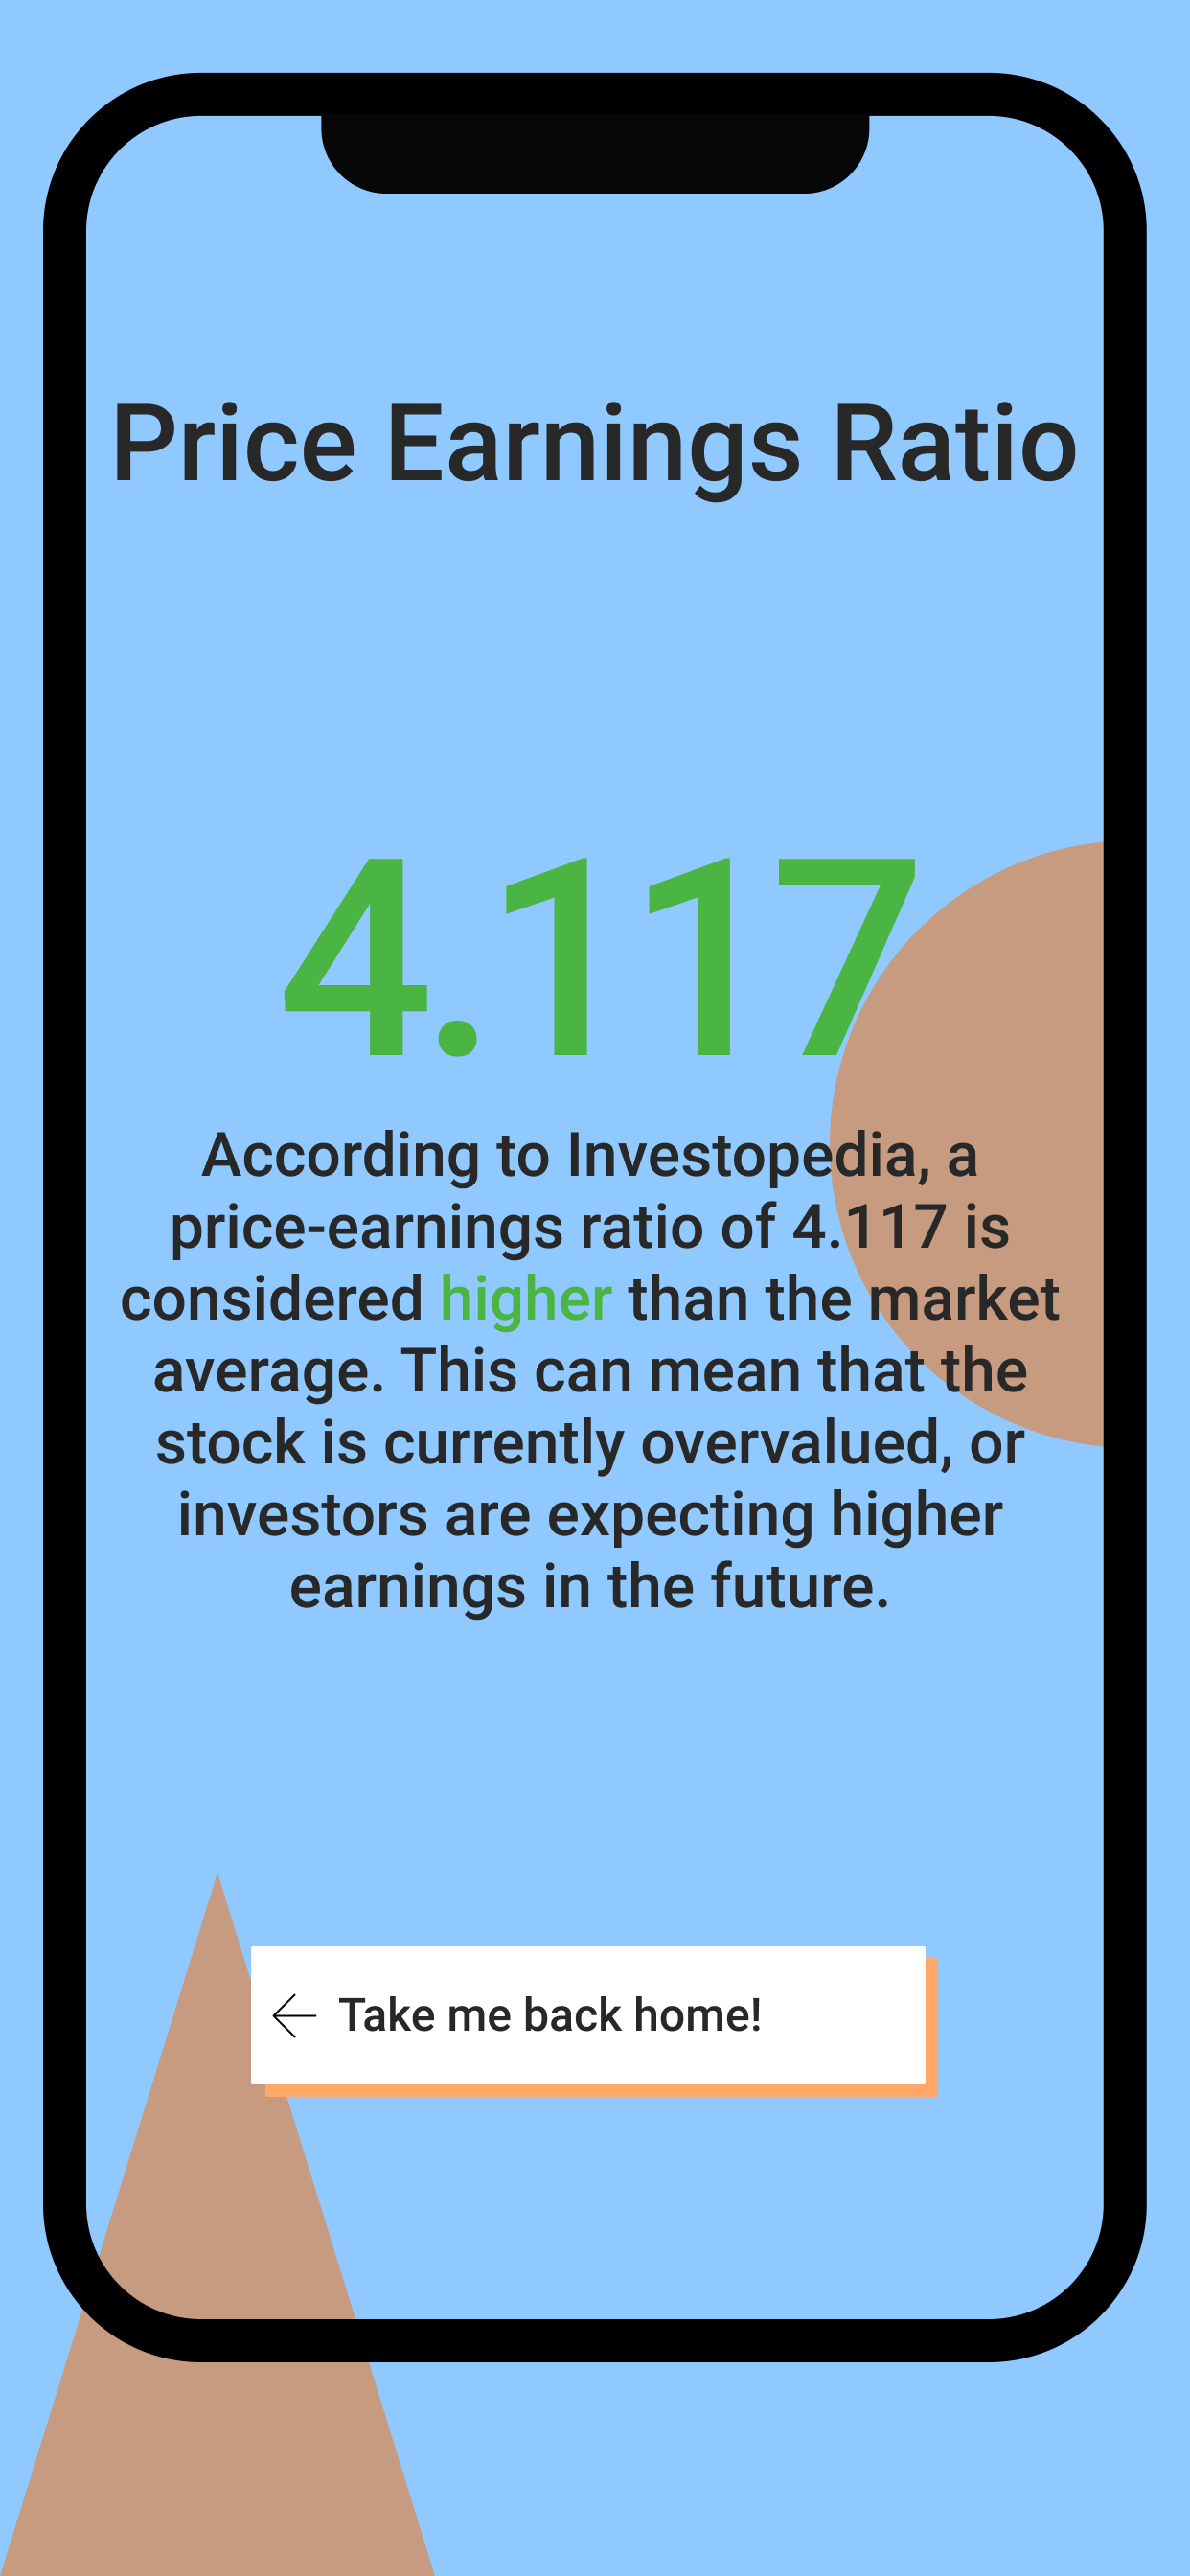 Price Earnings Ratio
4.117
According to Investopedia, a
price-earnings ratio of 4.117 is
considered higher than the market
average. This can mean that the
stock is currently overvalued, or
investors are expecting higher
earnings in the future.
Take me back home!